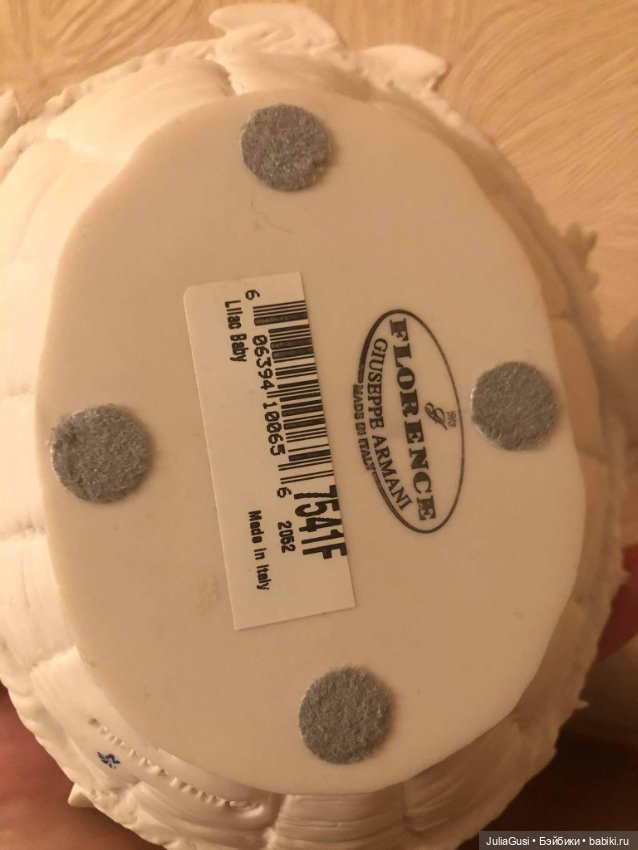 Lilac Baby
6 06394 10065 6
7541F
2062
Made in Italy
FLORENCE
GIUSEPPE ARMANI
MADE IN ITALY
JuliaGusi • Бэйбики • babiki.ru